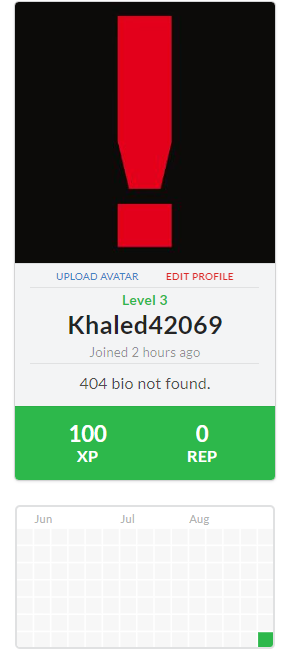 UPLOAD AVATAR EDIT PROFILE
Level 3
Khaled42069
Joined 2 hours ago
404 bio not found.
100 0
XP REP
Jun Jul Aug